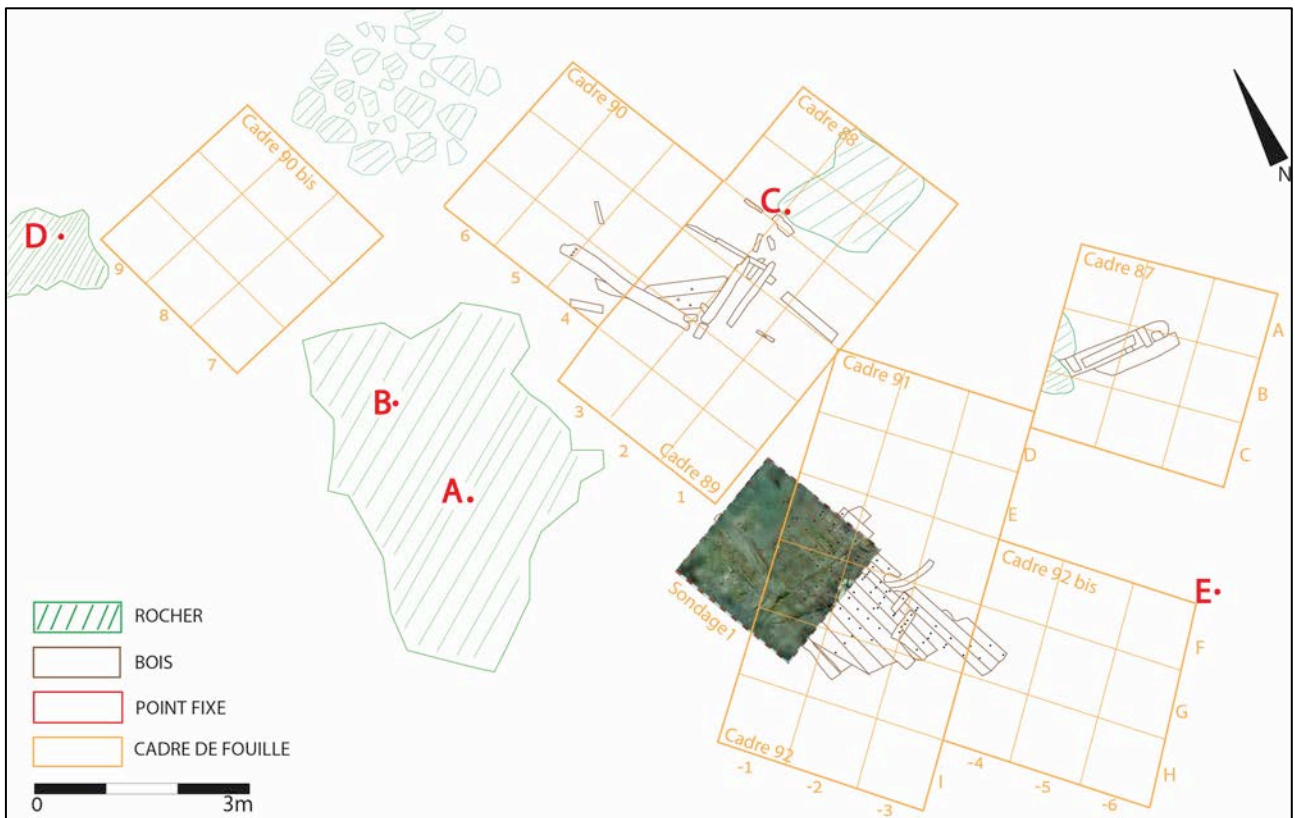 Cadre 90
Cadre 88
Cadre 90 bis
N
C.
D
9
8
7
6
5
4
3
2
1
Cadre 87
A
B
C
B
Cadre 91
Cadre 89
D
A
E
Sondage1
Cadre 92 bis
E
F
G
H
Cadre 92
I
-1
-2
-3
-4
-5
-6
ROCHER
BOIS
POINT FIXE
CADRE DE FOUILLE
0
3m